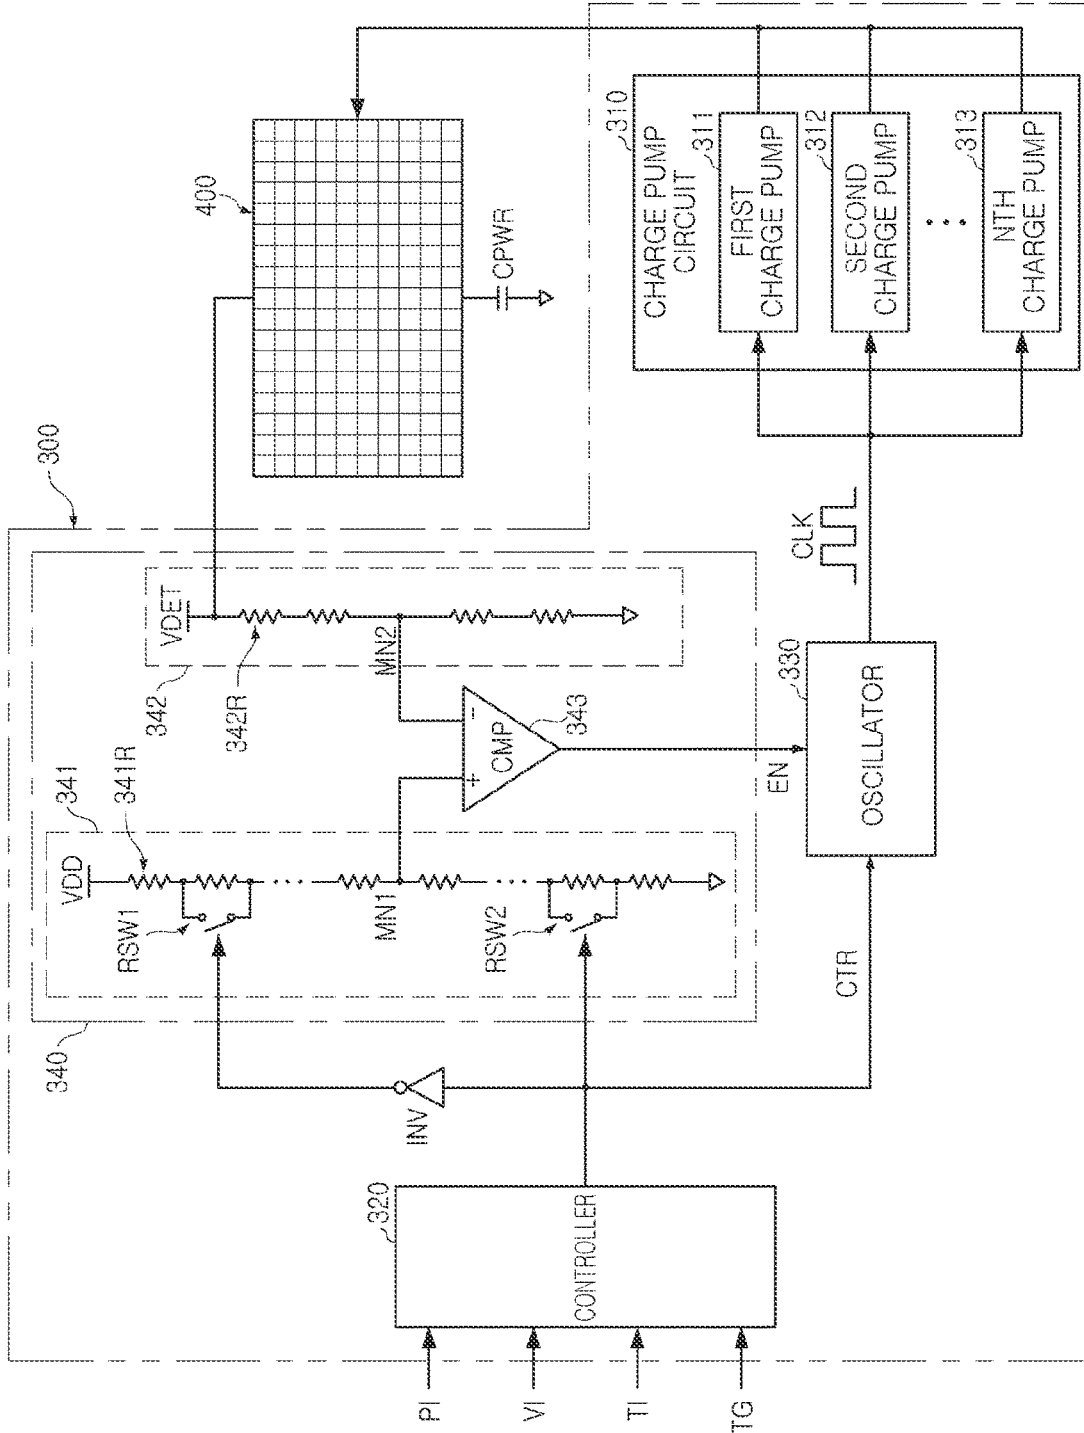 300
340
341
VDD
341R
RSW1
MN1
RSW2
342
VDET
342R
MN2
+
-
CMP
343
400
CPWR
PI
VI
TI
TG
320
CONTROLLER
INV
CTR
EN
330
OSCILLATOR
CLK
310
CHARGE PUMP
CIRCUIT
311
FIRST
CHARGE PUMP
312
SECOND
CHARGE PUMP
313
NTH
CHARGE PUMP